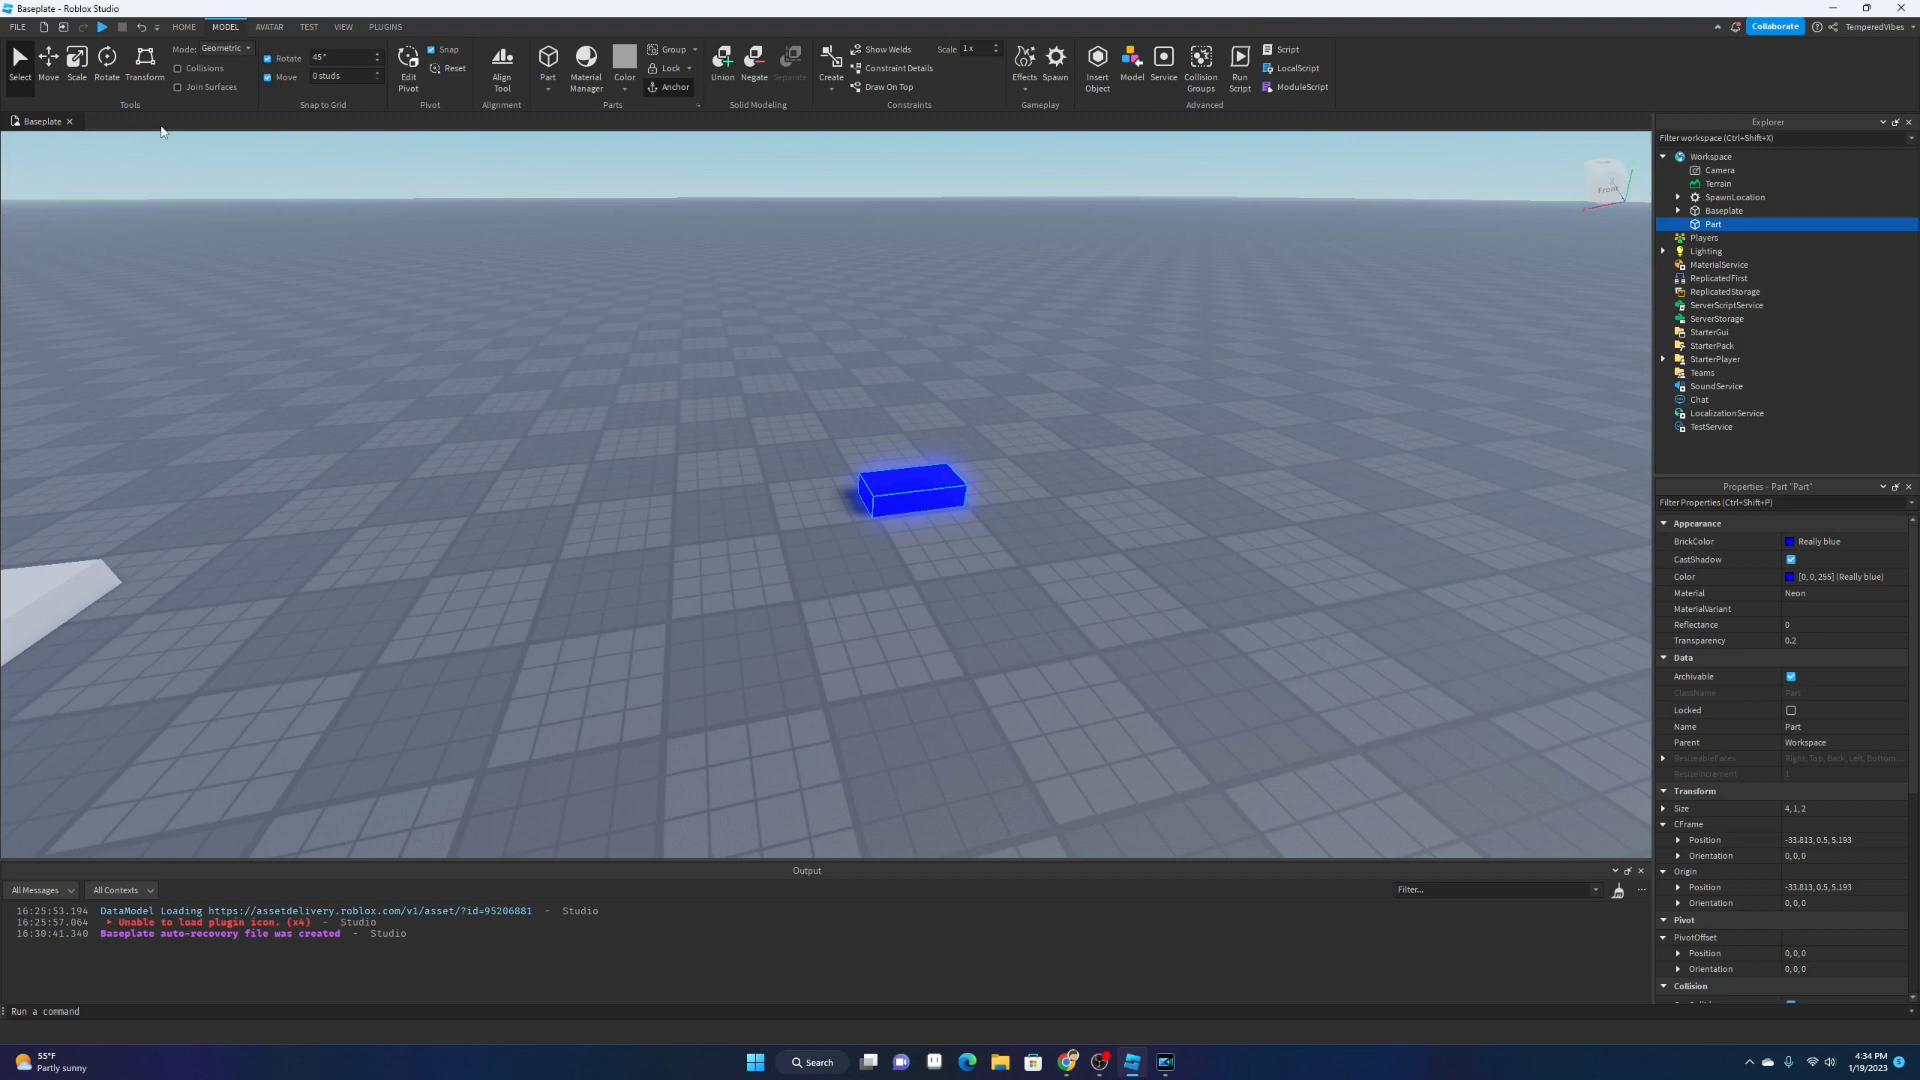 Baseplate - Roblox Studio
FILE HOME MODEL AVATAR TEST VIEW PLUGINS Collaborate TemperedVibes
Select Move Scale Rotate Transform
Mode: Geometric
Collisions
Join Surfaces
Tools
Rotate 45°
Move 0 studs
Snap to Grid
Edit Pivot
Snap
Reset
Pivot
Align Tool
Alignment
Part
Material Manager
Color
Group
Lock
Anchor
Parts
Union Negate Separate
Solid Modeling
Create
Show Welds
Constraint Details
Draw On Top
Scale 1 x
Constraints
Effects Spawn
Gameplay
Insert Object
Model
Service
Collision Groups
Run Script
Script
LocalScript
ModuleScript
Advanced
Baseplate
Front
Explorer
Filter workspace (Ctrl+Shift+X)
Workspace
Camera
Terrain
SpawnLocation
Baseplate
Part
Players
Lighting
MaterialService
ReplicatedFirst
ReplicatedStorage
ServerScriptService
ServerStorage
StarterGui
StarterPack
StarterPlayer
Teams
SoundService
Chat
LocalizationService
TestService
Properties - Part "Part"
Filter Properties (Ctrl+Shift+P)
Appearance
BrickColor Really blue
CastShadow
Color [0, 0, 255] (Really blue)
Material Neon
MaterialVariant
Reflectance 0
Transparency 0.2
Data
Archivable
ClassName Part
Locked
Name Part
Parent Workspace
ResizeableFaces Right, Top, Back, Left, Bottom ...
ResizeIncrement 1
Transform
Size 4, 1, 2
CFrame
Position -33.813, 0.5, 5.193
Orientation 0, 0, 0
Origin
Position -33.813, 0.5, 5.193
Orientation 0, 0, 0
Pivot
PivotOffset
Position 0, 0, 0
Orientation 0, 0, 0
Collision
Output
All Messages All Contexts Filter...
16:25:53.194 DataModel Loading https://assetdelivery.roblox.com/v1/asset/?id=95206881 - Studio
16:25:57.064 Unable to load plugin icon. (x4) - Studio
16:30:41.340 Baseplate auto-recovery file was created - Studio
Run a command
55°F
Partly sunny
Search
4:34 PM
1/19/2023
5